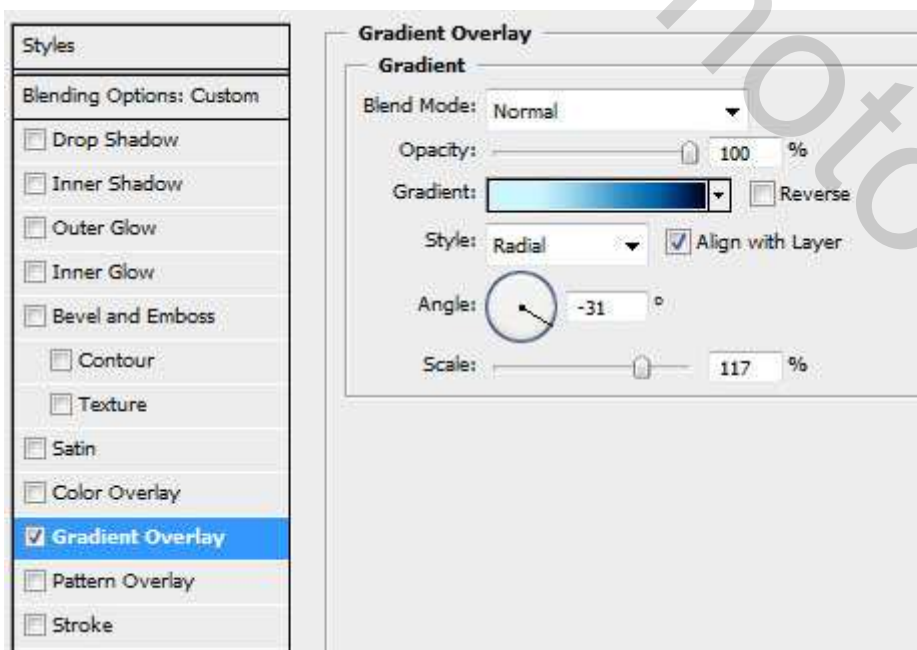 Styles
Blending Options: Custom
Drop Shadow
Inner Shadow
Outer Glow
Inner Glow
Bevel and Emboss
Contour
Texture
Satin
Color Overlay
Gradient Overlay
Pattern Overlay
Stroke
Gradient Overlay
Gradient
Blend Mode: Normal
Opacity: 100 %
Gradient: Reverse
Style: Radial Align with Layer
Angle: -31 °
Scale: 117 %